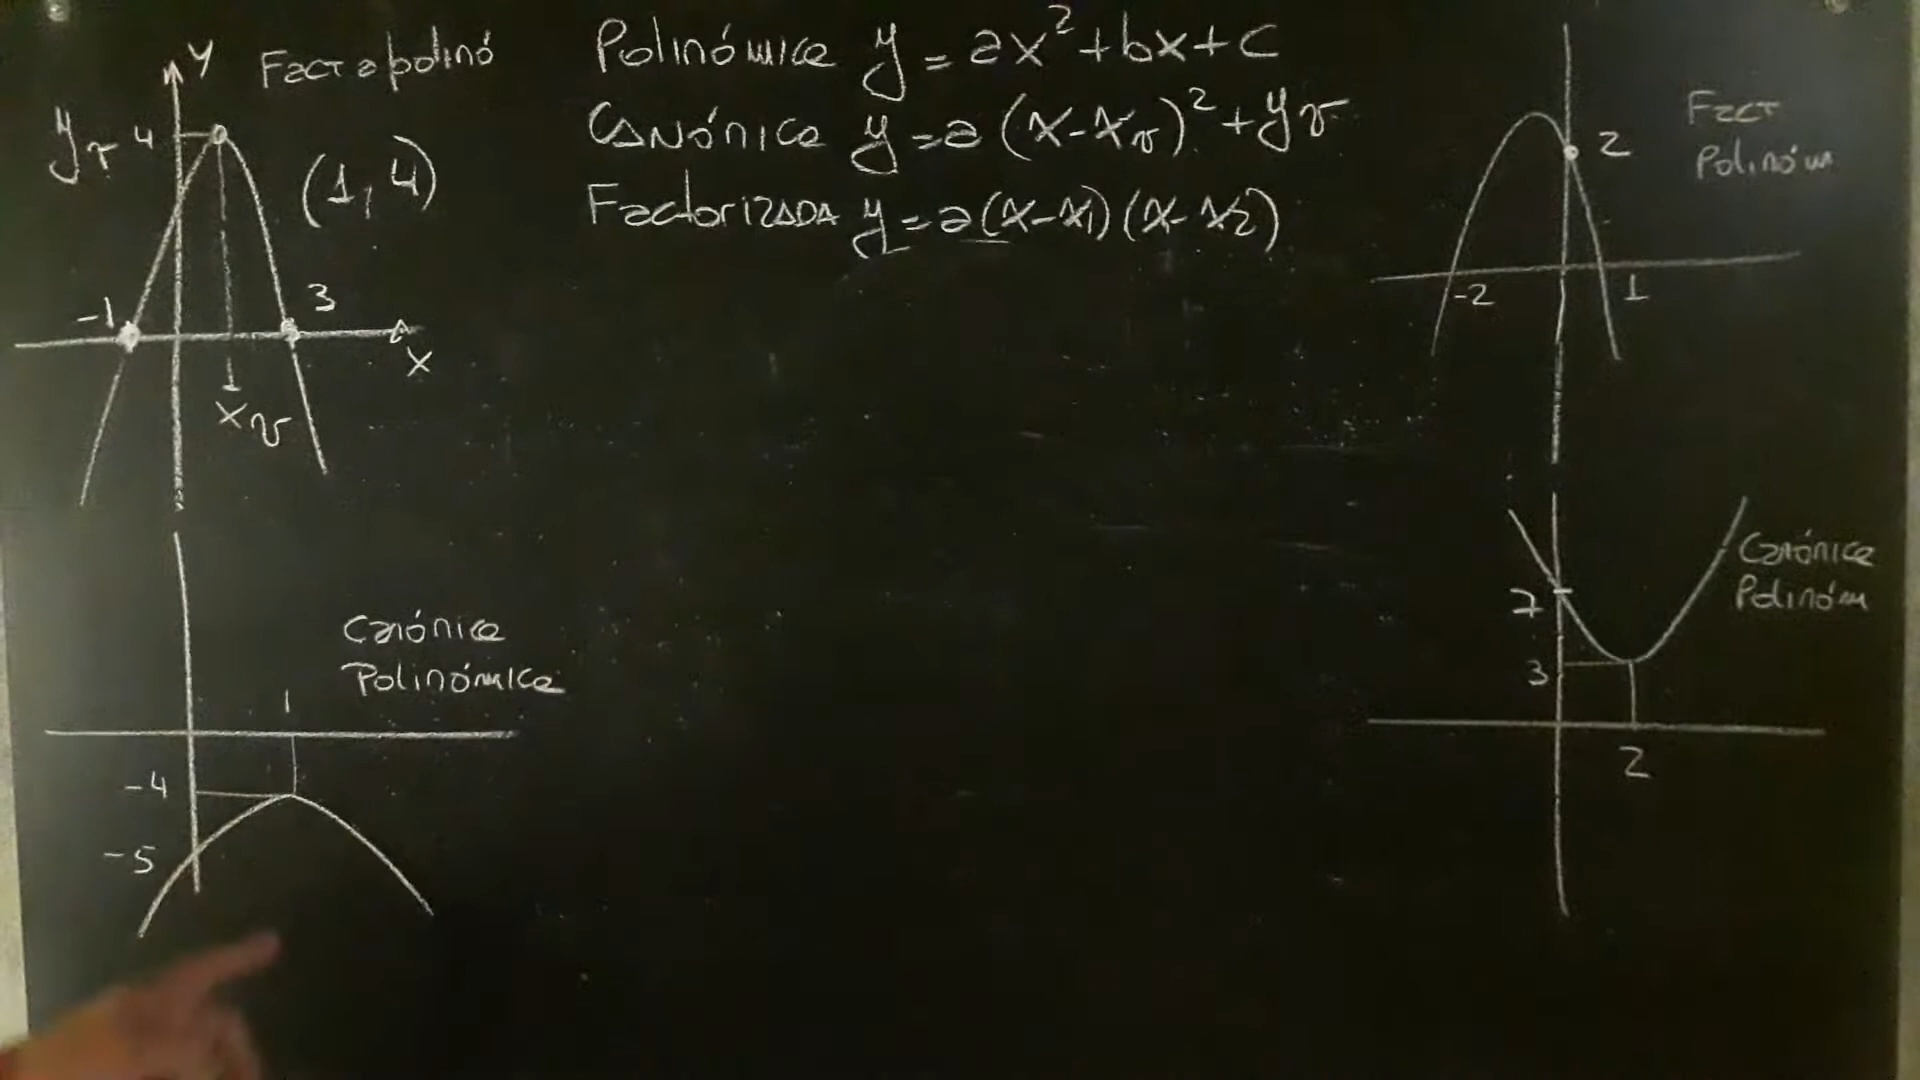 y Fact a polinó
yv 4
(1, 4)
-1 3
x
xv
Polinómica y = ax² + bx + c
Canónica y = a (x - xv)² + yv
Factorizada y = a (x - x1) (x - x2)
Fact
Polinóm
2
-2 1
Canónica
Polinómica
1
-4
-5
Canónica
Polinóm
7
3
2